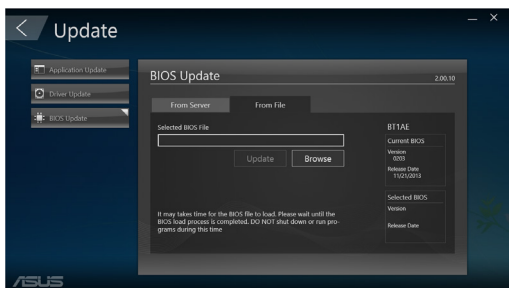 Update
Application Update
Driver Update
BIOS Update
BIOS Update
2.00.10
From Server
From File
Selected BIOS File
Update
Browse
It may takes time for the BIOS file to load. Please wait until the
BIOS load process is completed. DO NOT shut down or run pro-
grams during this time
BT1AE
Current BIOS
Version
0203
Release Date
11/21/2013
Selected BIOS
Version
Release Date
ASUS